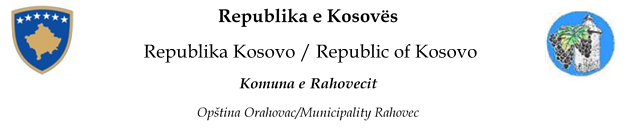 Republika e Kosovës
Republika Kosovo / Republic of Kosovo
Komuna e Rahovecit
Opština Orahovac/Municipality Rahovec